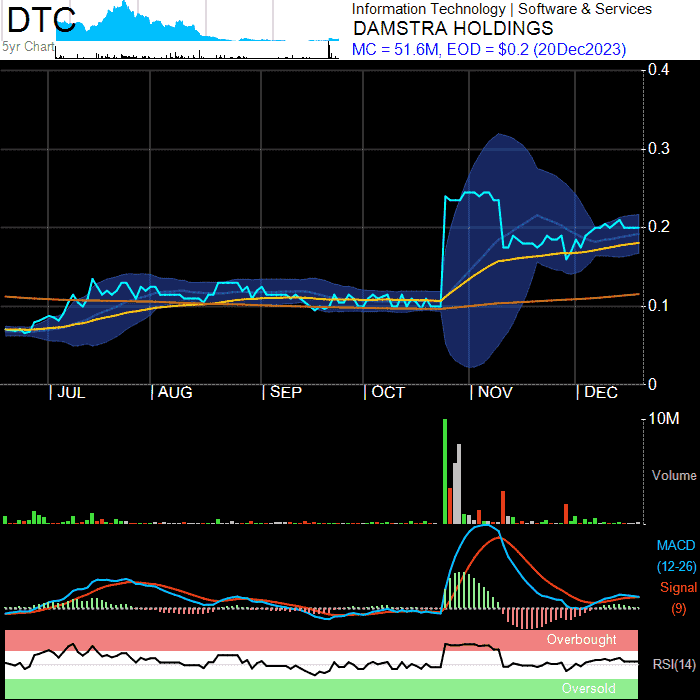 DTC
5yr Chart
Information Technology | Software & Services
DAMSTRA HOLDINGS
MC = 51.6M, EOD = $0.2 (20Dec2023)
0.4
0.3
0.2
0.1
0
| JUL | AUG | SEP | OCT | NOV | DEC
10M
Volume
MACD
(12-26)
Signal
(9)
Overbought
RSI(14)
Oversold